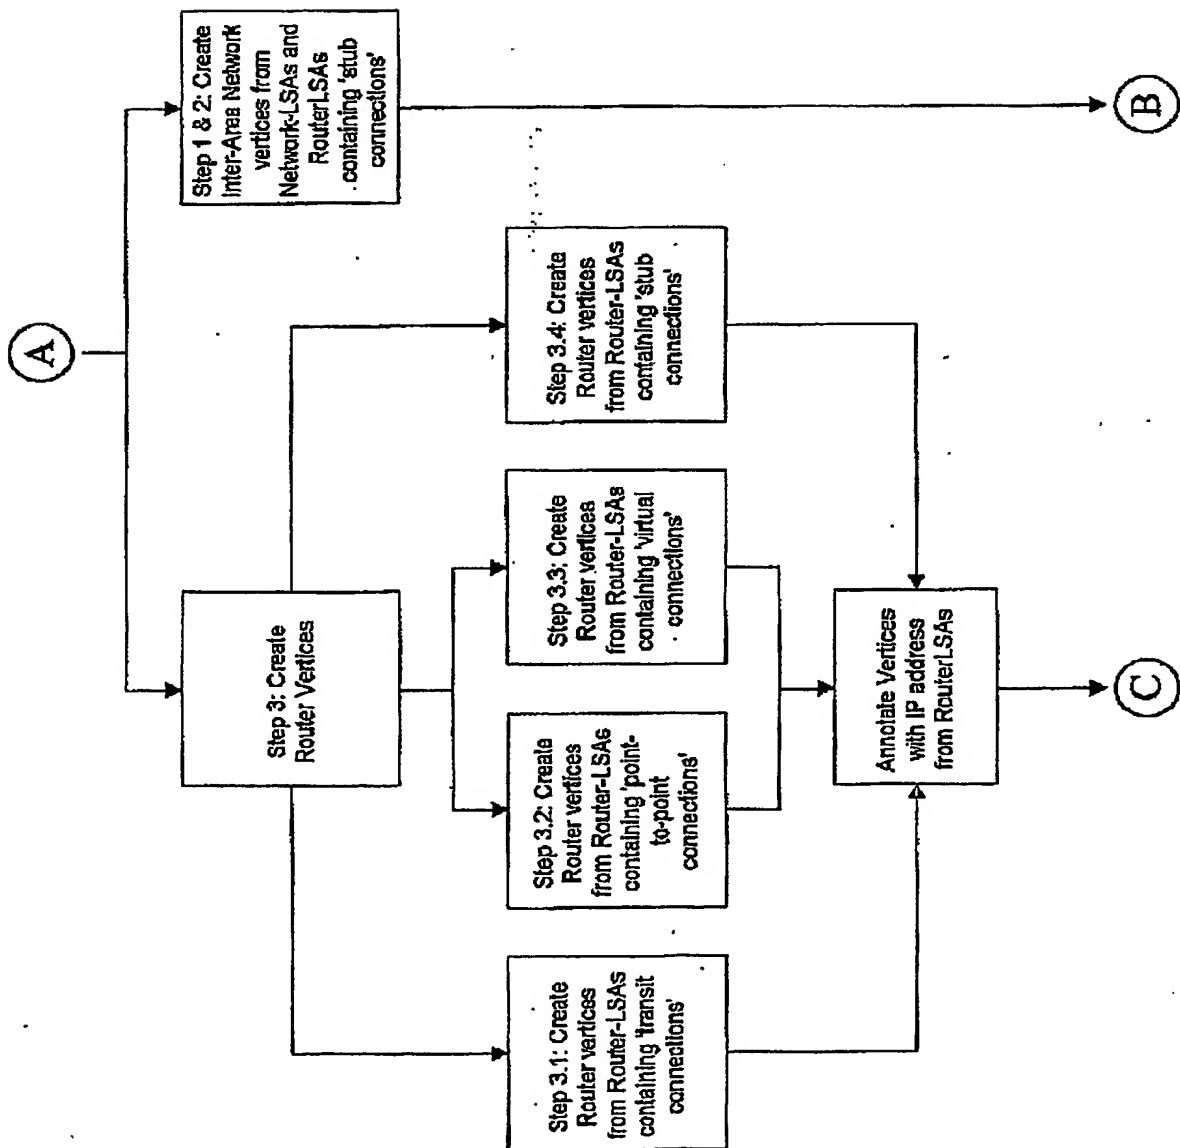 A
Step 1 & 2: Create
Inter-Area Network
vertices from
Network-LSAs and
RouterLSAs
containing 'stub
connections'
Step 3: Create
Router Vertices
Step 3.1: Create
Router vertices
from Router-LSAs
containing 'transit
connections'
Step 3.2: Create
Router vertices
from Router-LSAs
containing 'point-
to-point
connections'
Step 3.3: Create
Router vertices
from Router-LSAs
containing 'virtual
connections'
Step 3.4: Create
Router vertices
from Router-LSAs
containing 'stub
connections'
Annotate Vertices
with IP address
from RouterLSAs
C
B